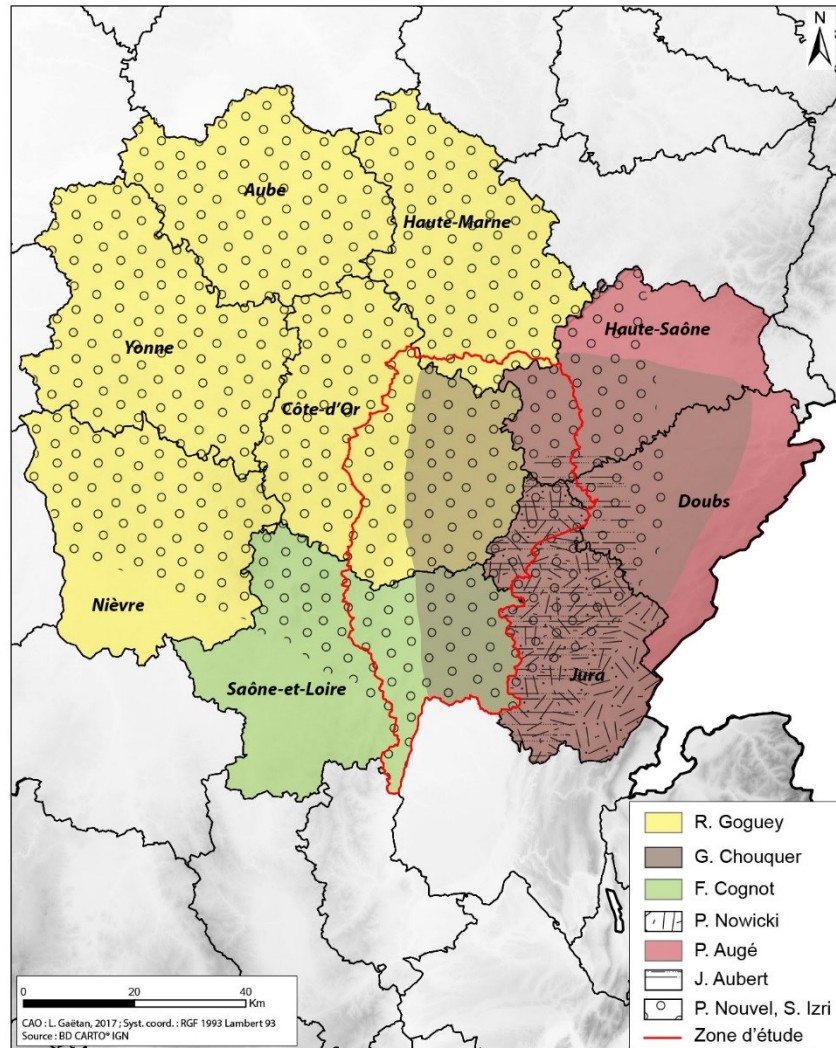 N
Aube
Haute-Marne
Haute-Saône
Yonne
Côte-d'Or
Doubs
Nièvre
Saône-et-Loire
Jura
R. Goguey
G. Chouquer
F. Cognot
P. Nowicki
P. Augé
J. Aubert
P. Nouvel, S. Izri
Zone d'étude
0 20 40
Km
CAO : L. Gaëtan, 2017 ; Syst. coord. : RGF 1993 Lambert 93
Source : BD CARTO® IGN